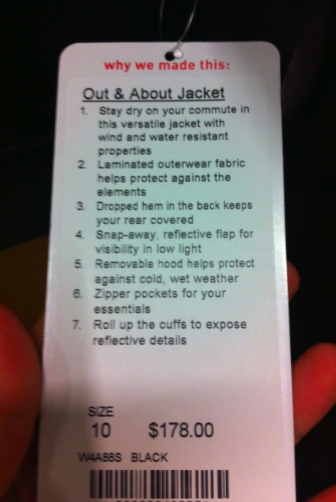 why we made this:
Out & About Jacket
1. Stay dry on your commute in
this versatile jacket with
wind and water resistant
properties
2. Laminated outerwear fabric
helps protect against the
elements
3. Dropped hem in the back keeps
your rear covered
4. Snap-away, reflective flap for
visibility in low light
5. Removable hood helps protect
against cold, wet weather
6. Zipper pockets for your
essentials
7. Roll up the cuffs to expose
reflective details
SIZE
10 $178.00
W4A88S BLACK